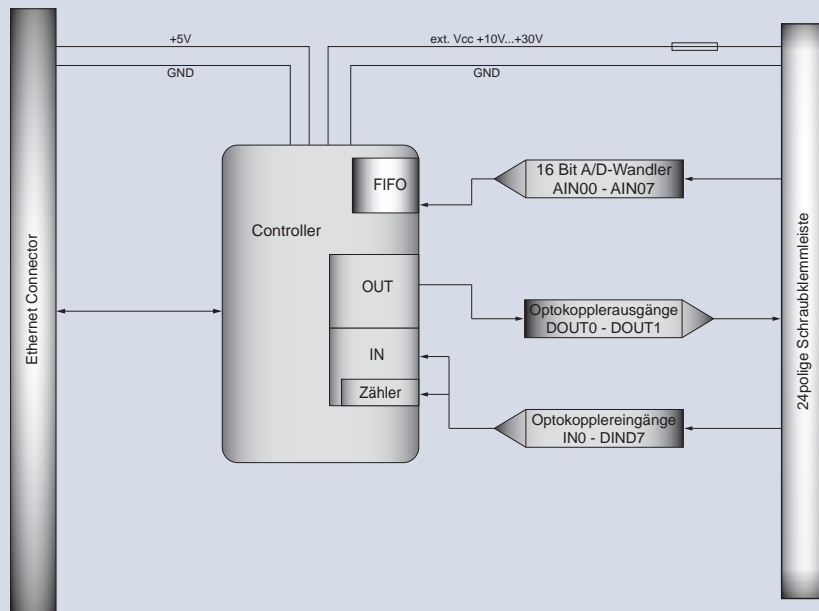 +5V
ext. Vcc +10V...+30V
GND
GND
16 Bit A/D-Wandler
AIN00 - AIN07
FIFO
Controller
OUT
Optokopplerausgänge
DOUT0 - DOUT1
IN
Zähler
Optokopplereingänge
IN0 - DIND7
Ethernet Connector
24polige Schraubklemmleiste